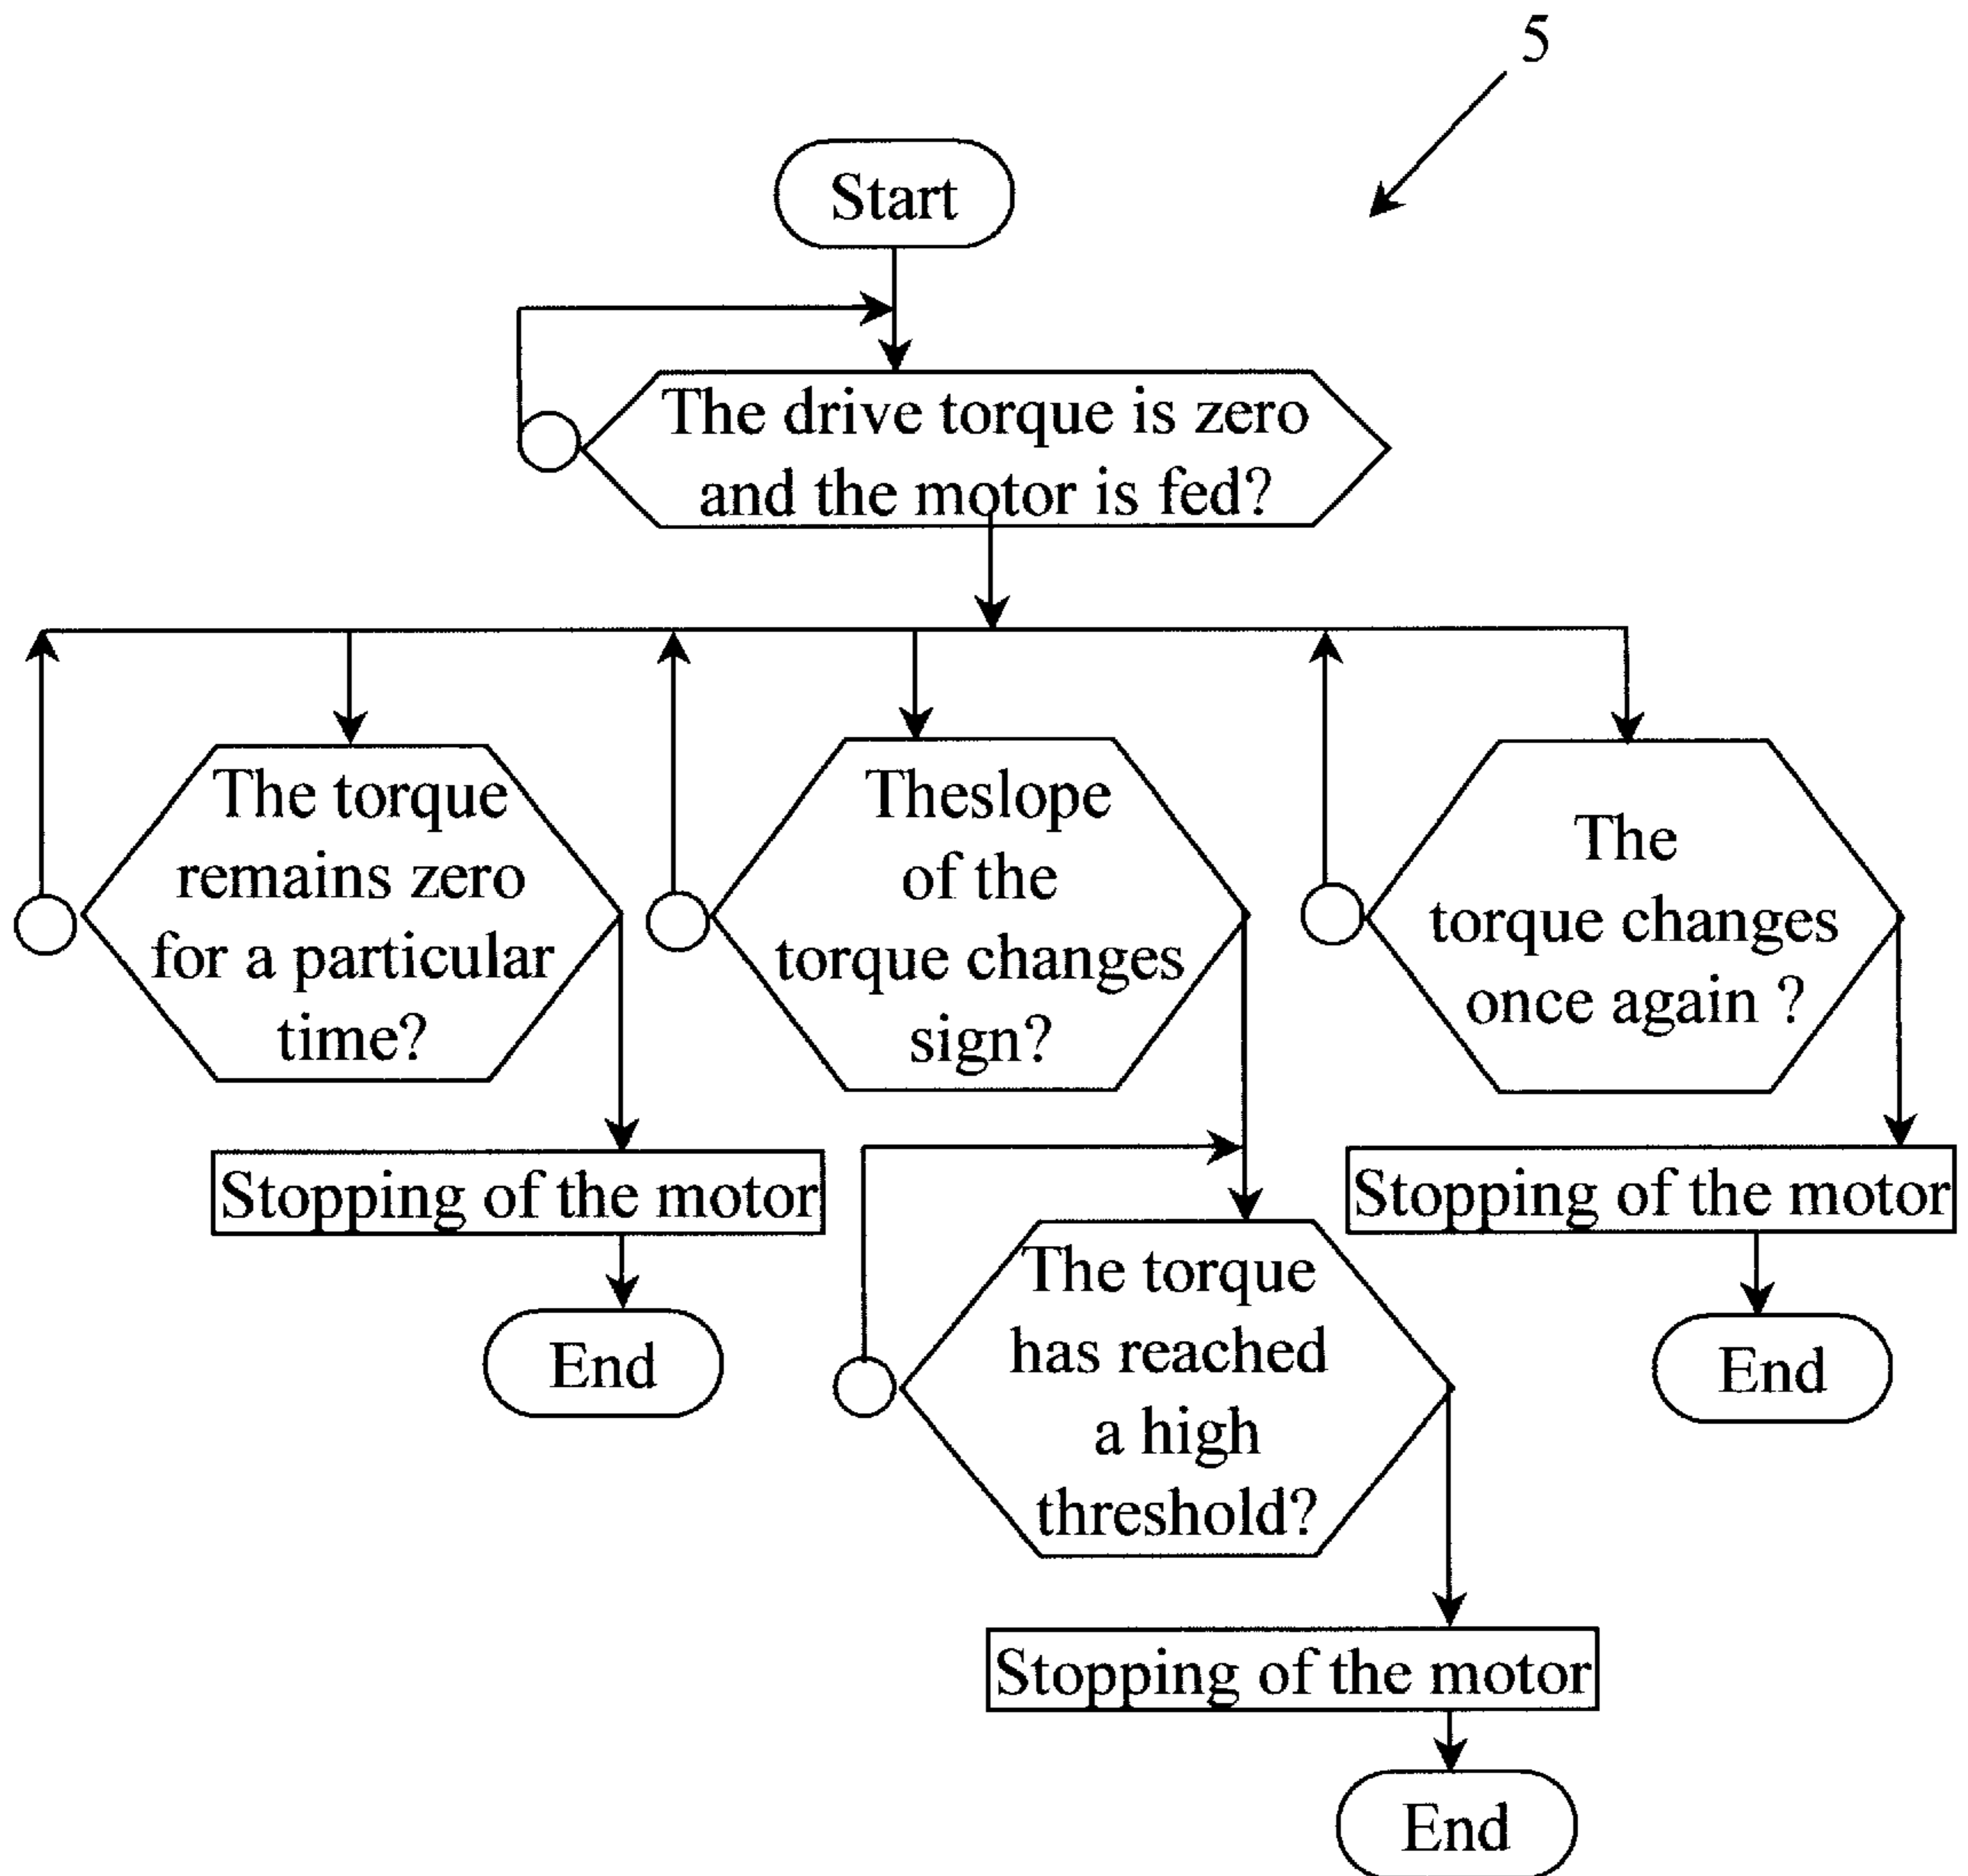 5
Start
The drive torque is zero
and the motor is fed?
The torque
remains zero
for a particular
time?
Theslope
of the
torque changes
sign?
The
torque changes
once again ?
Stopping of the motor
End
The torque
has reached
a high
threshold?
Stopping of the motor
End
Stopping of the motor
End